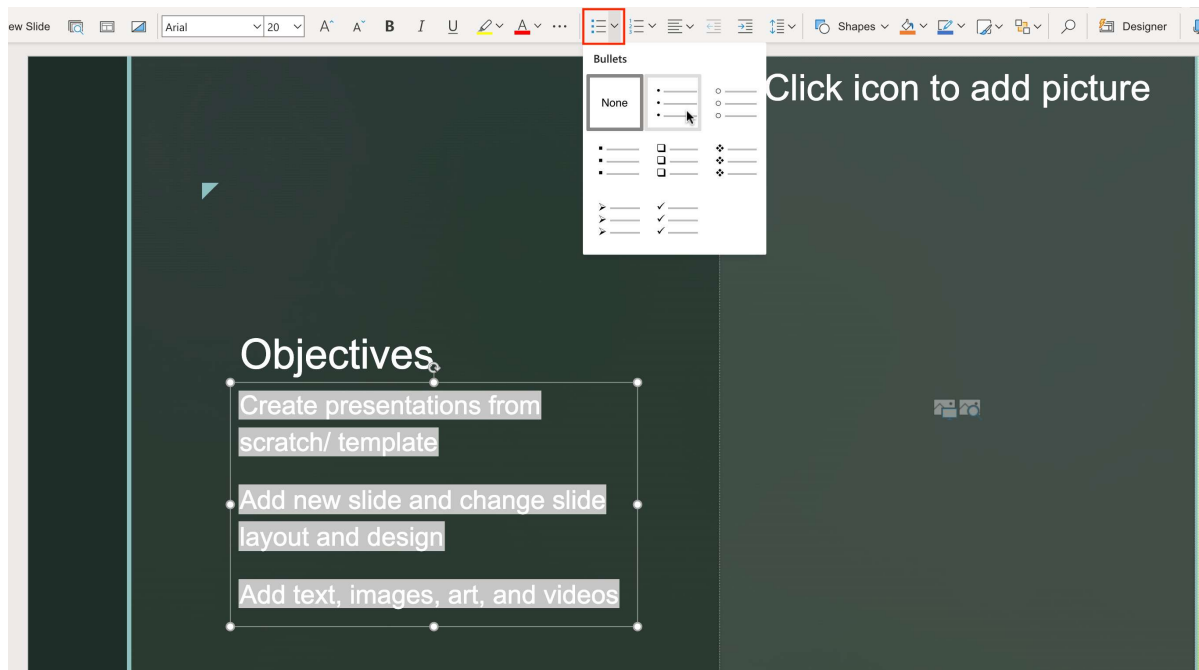 ew Slide Arial 20 A A B I U A Shapes Designer
Bullets
None
Click icon to add picture
Objectives
Create presentations from
scratch/ template
Add new slide and change slide
layout and design
Add text, images, art, and videos